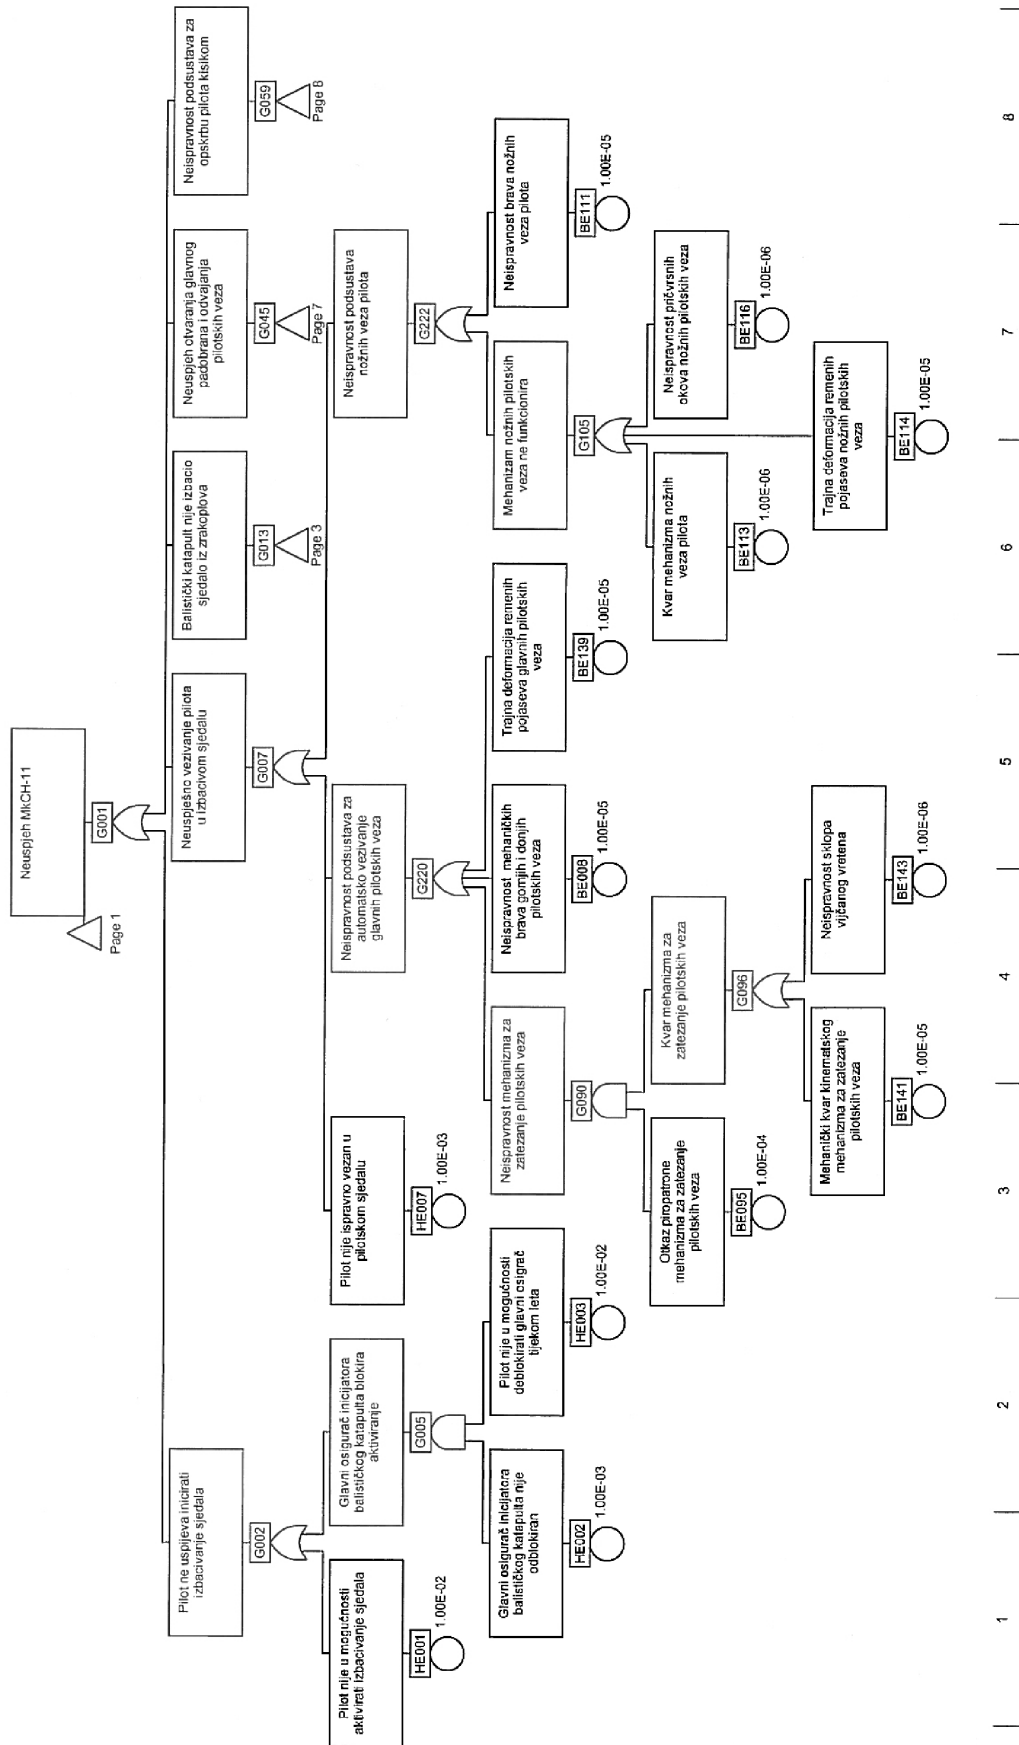 Neuspjeh MkCH-11
G001
Page 1
Pilot ne uspijeva inicirati
izbacivanje sjedala
G002
Neuspješno vezivanje pilota
u izbacivom sjedalu
G007
Balistički katapult nije izbacio
sjedalo iz zrakoplova
G013
Page 3
Neuspjeh otvaranja glavnog
padobrana i odvajanja
pilotskih veza
G045
Page 7
Neispravnost podsustava za
opskrbu pilota kisikom
G059
Page 8
Pilot nije u mogućnosti
aktivirati izbacivanje sjedala
HE001
1.00E-02
Glavni osigurač inicijatora
balističkog katapulta blokira
aktiviranje
G005
Pilot nije ispravno vezan u
pilotskom sjedalu
HE007
1.00E-03
Neispravnost podsustava za
automatsko vezivanje
glavnih pilotskih veza
G220
Neispravnost podsustava
nožnih veza pilota
G222
Glavni osigurač inicijatora
balističkog katapulta nije
odblokiran
HE002
1.00E-03
Pilot nije u mogućnosti
deblokirati glavni osigrač
tijekom leta
HE003
1.00E-02
Neispravnost mehanizma za
zatezanje pilotskih veza
G090
Neispravnost mehaničkih
brava gornjih i donjih
pilotskih veza
BE008
1.00E-05
Trajna deformacija remenih
pojaseva glavnih pilotskih
veza
BE139
1.00E-05
Mehanizam nožnih pilotskih
veza ne funkcionira
G105
Neispravnost brava nožnih
veza pilota
BE111
1.00E-05
Otkaz piropatrone
mehanizma za zatezanje
pilotskih veza
BE095
1.00E-04
Kvar mehanizma za
zatezanje pilotskih veza
G096
Kvar mehanizma nožnih
veza pilota
BE113
1.00E-06
Neispravnost pričvrsnih
okova nožnih pilotskih veza
BE116
1.00E-06
Mehanički kvar kinematskog
mehanizma za zatezanje
pilotskih veza
BE141
1.00E-05
Neispravnost sklopa
vijčanog vretena
BE143
1.00E-06
Trajna deformacija remenih
pojaseva nožnih pilotskih
veza
BE114
1.00E-05
1
2
3
4
5
6
7
8